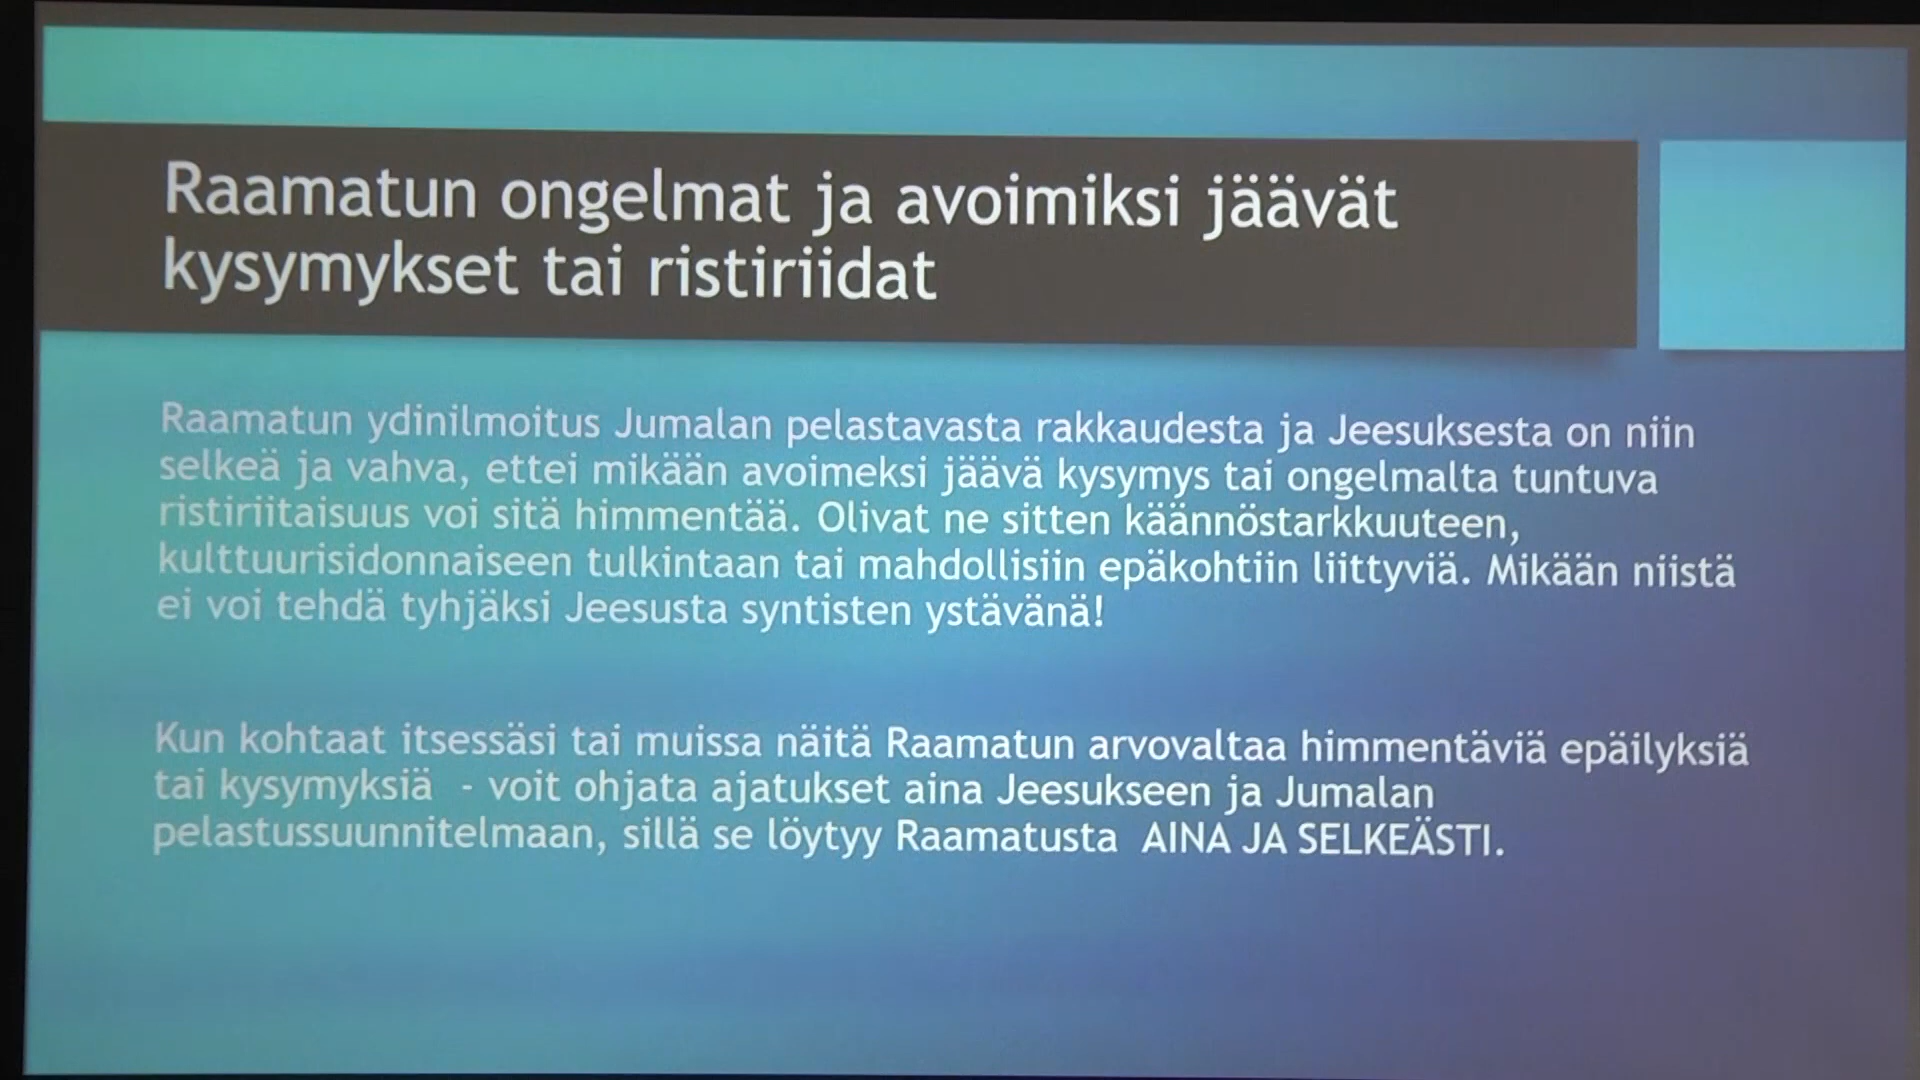 Raamatun ongelmat ja avoimiksi jäävät
kysymykset tai ristiriidat
Raamatun ydinilmoitus Jumalan pelastavasta rakkaudesta ja Jeesuksesta on niin
selkeä ja vahva, ettei mikään avoimeksi jäävä kysymys tai ongelmalta tuntuva
ristiriitaisuus voi sitä himmentää. Olivat ne sitten käännöstarkkuuteen,
kulttuurisidonnaiseen tulkintaan tai mahdollisiin epäkohtiin liittyviä. Mikään niistä
ei voi tehdä tyhjäksi Jeesusta syntisten ystävänä!
Kun kohtaat itsessäsi tai muissa näitä Raamatun arvovaltaa himmentäviä epäilyksiä
tai kysymyksiä  - voit ohjata ajatukset aina Jeesukseen ja Jumalan
pelastussuunnitelmaan, sillä se löytyy Raamatusta  AINA JA SELKEÄSTI.